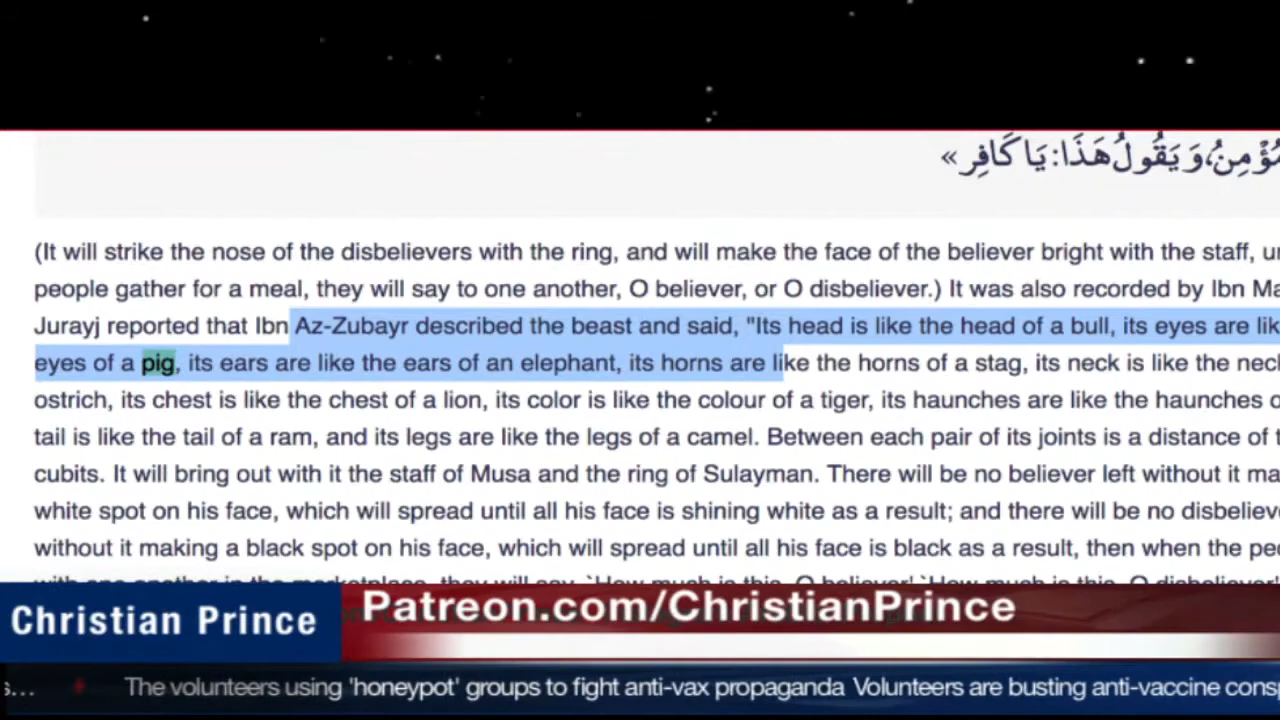 ؤْمِنُ، وَيَقُولُ هَذَا: يَا كَافِر»
(It will strike the nose of the disbelievers with the ring, and will make the face of the believer bright with the staff,
people gather for a meal, they will say to one another, O believer, or O disbeliever.) It was also recorded by Ibn
Jurayj reported that Ibn Az-Zubayr described the beast and said, "Its head is like the head of a bull, its eyes are
eyes of a pig, its ears are like the ears of an elephant, its horns are like the horns of a stag, its neck is like the
ostrich, its chest is like the chest of a lion, its color is like the colour of a tiger, its haunches are like the haunches
tail is like the tail of a ram, and its legs are like the legs of a camel. Between each pair of its joints is a distance of
cubits. It will bring out with it the staff of Musa and the ring of Sulayman. There will be no believer left without it
white spot on his face, which will spread until all his face is shining white as a result; and there will be no
without it making a black spot on his face, which will spread until all his face is black as a result, then when the
Christian Prince
Patreon.com/ChristianPrince
The volunteers using 'honeypot' groups to fight anti-vax propaganda Volunteers are busting anti-vaccine